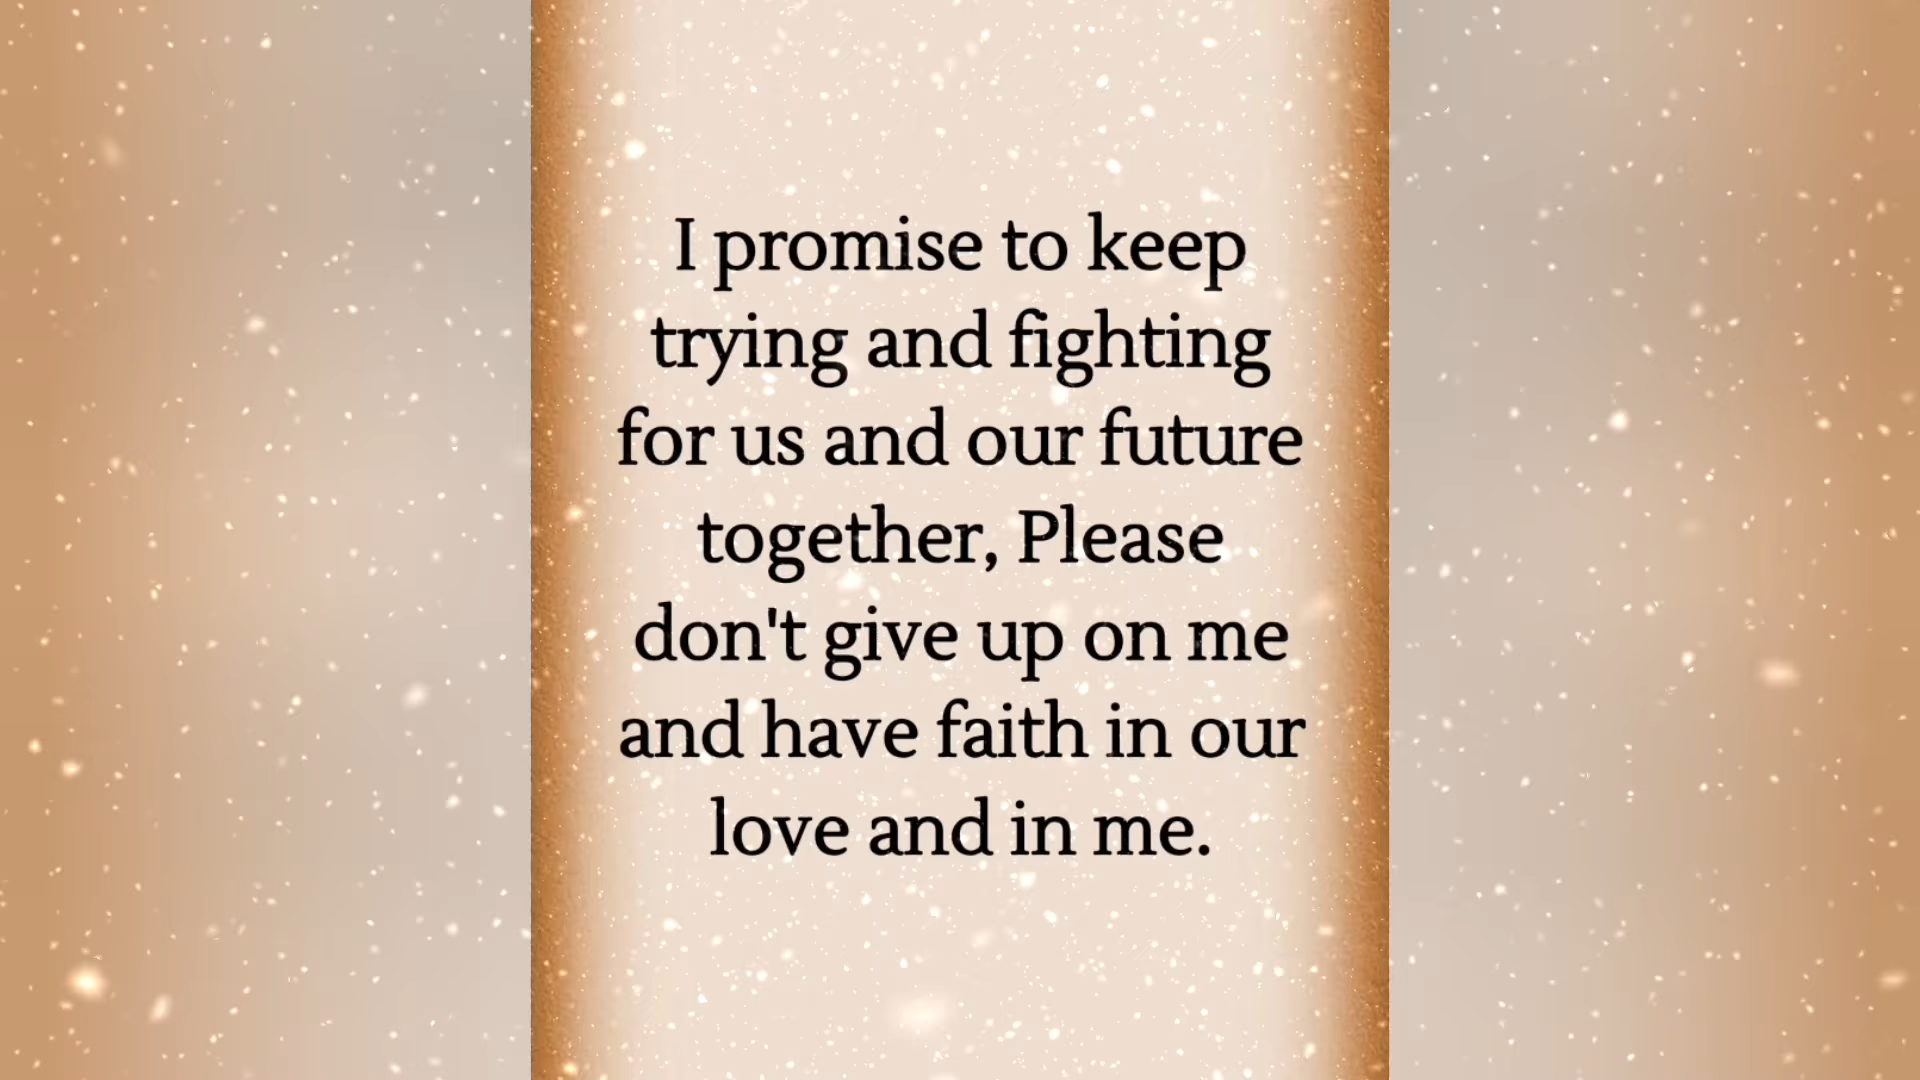 I promise to keep
trying and fighting
for us and our future
together, Please
don't give up on me
and have faith in our
love and in me.